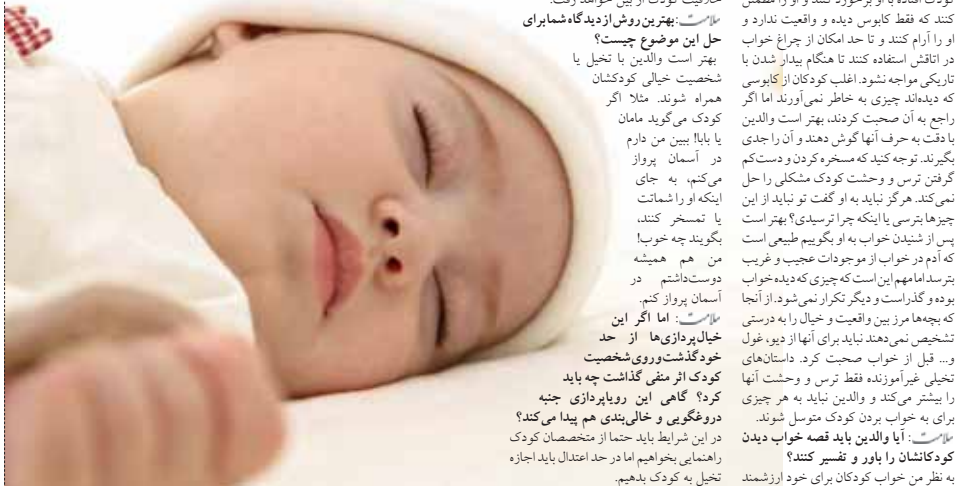 کودک افتاده با او برخورد کنند و او را مطمئن
کنند که فقط کابوس دیده و واقعیت ندارد و
او را آرام کنند و تا حد امکان از چراغ خواب
در اتاقش استفاده کنند تا هنگام بیدار شدن با
تاریکی مواجه نشود. اغلب کودکان از کابوسی
که دیده‌اند چیزی به خاطر نمی‌آورند اما اگر
راجع به آن صحبت کردند، بهتر است والدین
با دقت به حرف آنها گوش دهند و آن را جدی
بگیرند. توجه کنید که مسخره کردن و دست‌کم
گرفتن ترس و وحشت کودک مشکلی را حل
نمی‌کند. هرگز نباید به او گفت تو نباید از این
چیزها بترسی یا اینکه چرا ترسیدی؟ بهتر است
پس از شنیدن خواب به او بگوییم طبیعی است
که آدم در خواب از موجودات عجیب و غریب
بترسد اما مهم این است که چیزی که دیده خواب
بوده و گذراست و دیگر تکرار نمی‌شود. از آنجا
که بچه‌ها مرز بین واقعیت و خیال را به درستی
تشخیص نمی‌دهند نباید برای آنها از دیو، غول
و... قبل از خواب صحبت کرد. داستان‌های
تخیلی غیرآموزنده فقط ترس و وحشت آنها
را بیشتر می‌کند و والدین نباید به هر چیزی
برای به خواب بردن کودک متوسل شوند.
سلامت: آیا والدین باید قصه خواب دیدن
کودکانشان را باور و تفسیر کنند؟
به نظر من خواب کودکان برای خود ارزشمند
خلاقیت کودک از بین خواهد رفت.
سلامت: بهترین روش از دیدگاه شما برای
حل این موضوع چیست؟
بهتر است والدین با تخیل یا
شخصیت خیالی کودکشان
همراه شوند. مثلا اگر
کودک می‌گوید مامان
یا بابا! ببین من دارم
در آسمان پرواز
می‌کنم، به جای
اینکه او را شماتت
یا تمسخر کنند،
بگویند چه خوب!
من هم همیشه
دوست‌داشتم در
آسمان پرواز کنم.
سلامت: اما اگر این
خیال‌پردازی‌ها از حد
خود‌گذشت‌و‌روی‌شخصیت
کودک اثر منفی گذاشت چه باید
کرد؟ گاهی این رویاپردازی جنبه
دروغگویی و خالی‌بندی هم پیدا می‌کند؟
در این شرایط باید حتما از متخصصان کودک
راهنمایی بخواهیم اما در حد اعتدال باید اجازه
تخیل به کودک بدهیم.